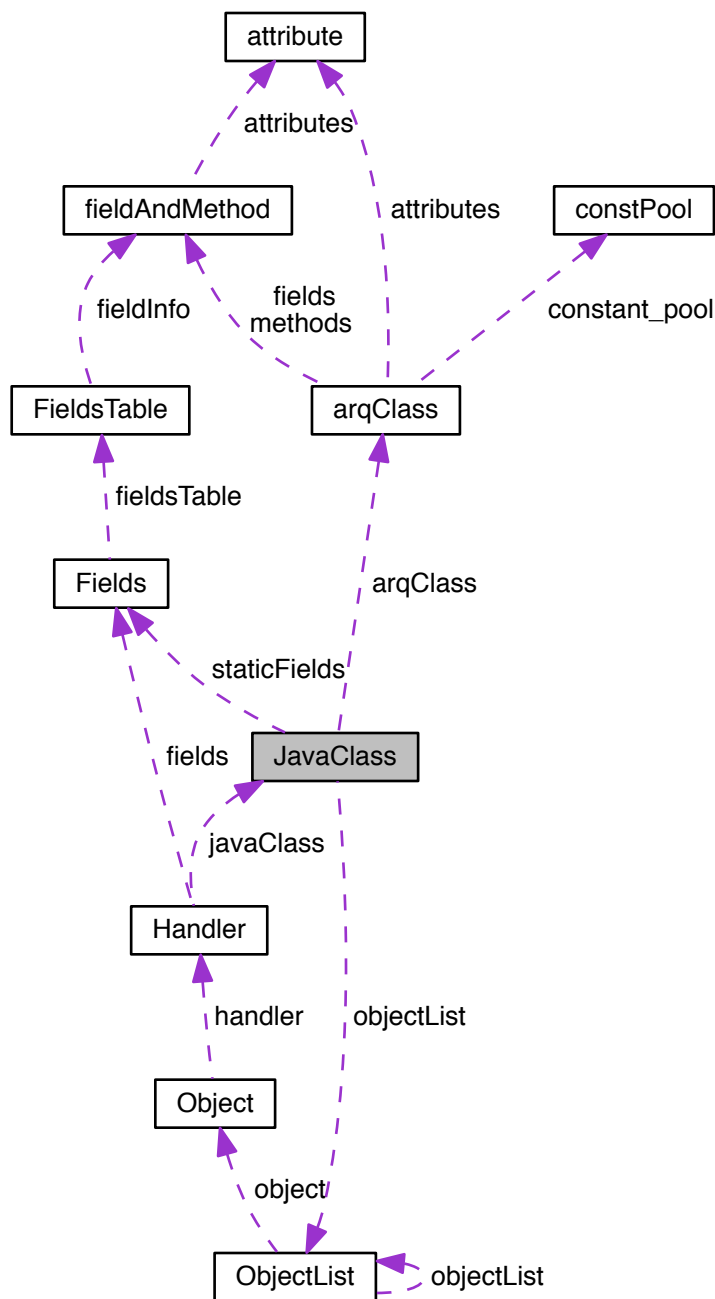 attribute
attributes
fieldAndMethod
attributes
constPool
fieldInfo
fields
methods
constant_pool
FieldsTable
arqClass
fieldsTable
Fields
arqClass
staticFields
fields
JavaClass
javaClass
Handler
handler
objectList
Object
object
ObjectList
objectList